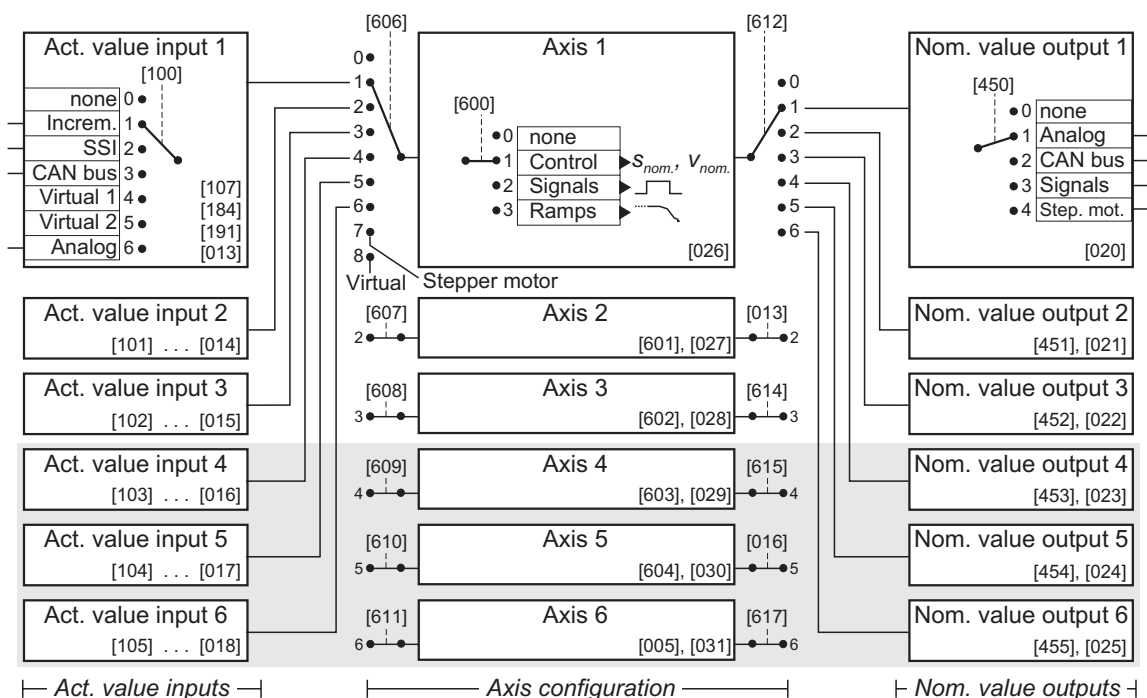 [606]
[612]
Act. value input 1
[100]
none 0
Increm. 1
SSI 2
CAN bus 3
Virtual 1 4
Virtual 2 5
Analog 6
[107]
[184]
[191]
[013]
0
1
2
3
4
5
6
7
8
Virtual
Stepper motor
Axis 1
[600]
0 none
1 Control
2 Signals
3 Ramps
s nom. , v nom.
[026]
0
1
2
3
4
5
6
Nom. value output 1
[450]
0 none
1 Analog
2 CAN bus
3 Signals
4 Step. mot.
[020]
Act. value input 2
[101] . . . [014]
[607]
2
Axis 2
[601], [027]
[013]
2
Nom. value output 2
[451], [021]
Act. value input 3
[102] . . . [015]
[608]
3
Axis 3
[602], [028]
[614]
3
Nom. value output 3
[452], [022]
Act. value input 4
[103] . . . [016]
[609]
4
Axis 4
[603], [029]
[615]
4
Nom. value output 4
[453], [023]
Act. value input 5
[104] . . . [017]
[610]
5
Axis 5
[604], [030]
[016]
5
Nom. value output 5
[454], [024]
Act. value input 6
[105] . . . [018]
[611]
6
Axis 6
[005], [031]
[617]
6
Nom. value output 6
[455], [025]
Act. value inputs
Axis configuration
Nom. value outputs